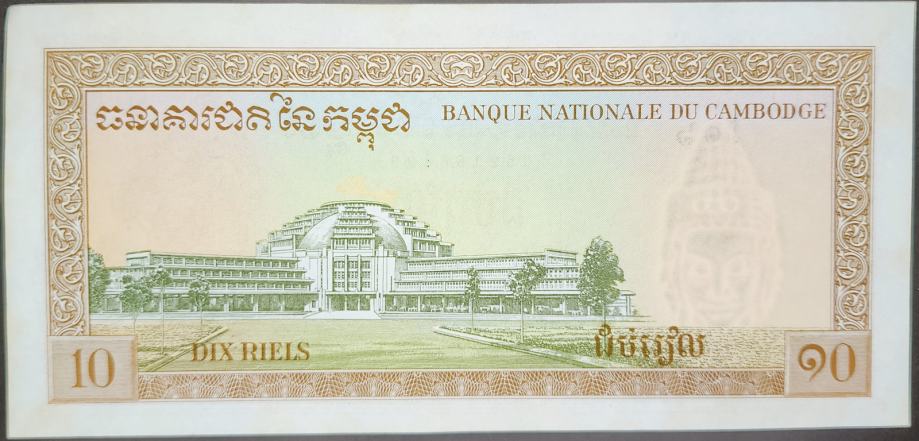 ធនាគារជាតិនៃកម្ពុជា
BANQUE NATIONALE DU CAMBODGE
DIX RIELS
ដប់រៀល
10
១០